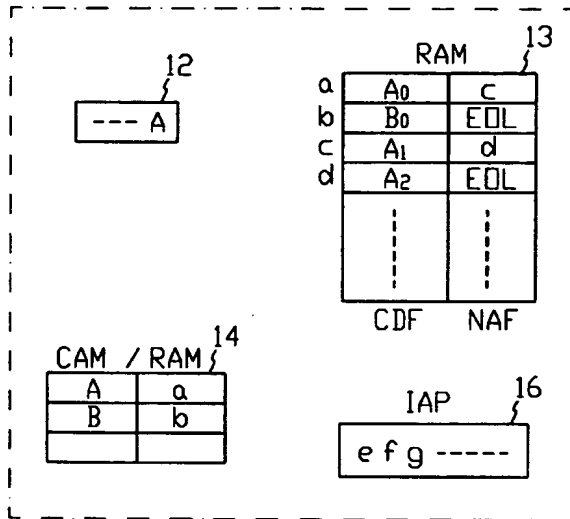 12
--- A
RAM 13
a A0 c
b B0 EOL
c A1 d
d A2 EOL
CDF NAF
CAM / RAM 14
A a
B b
IAP 16
e f g -----